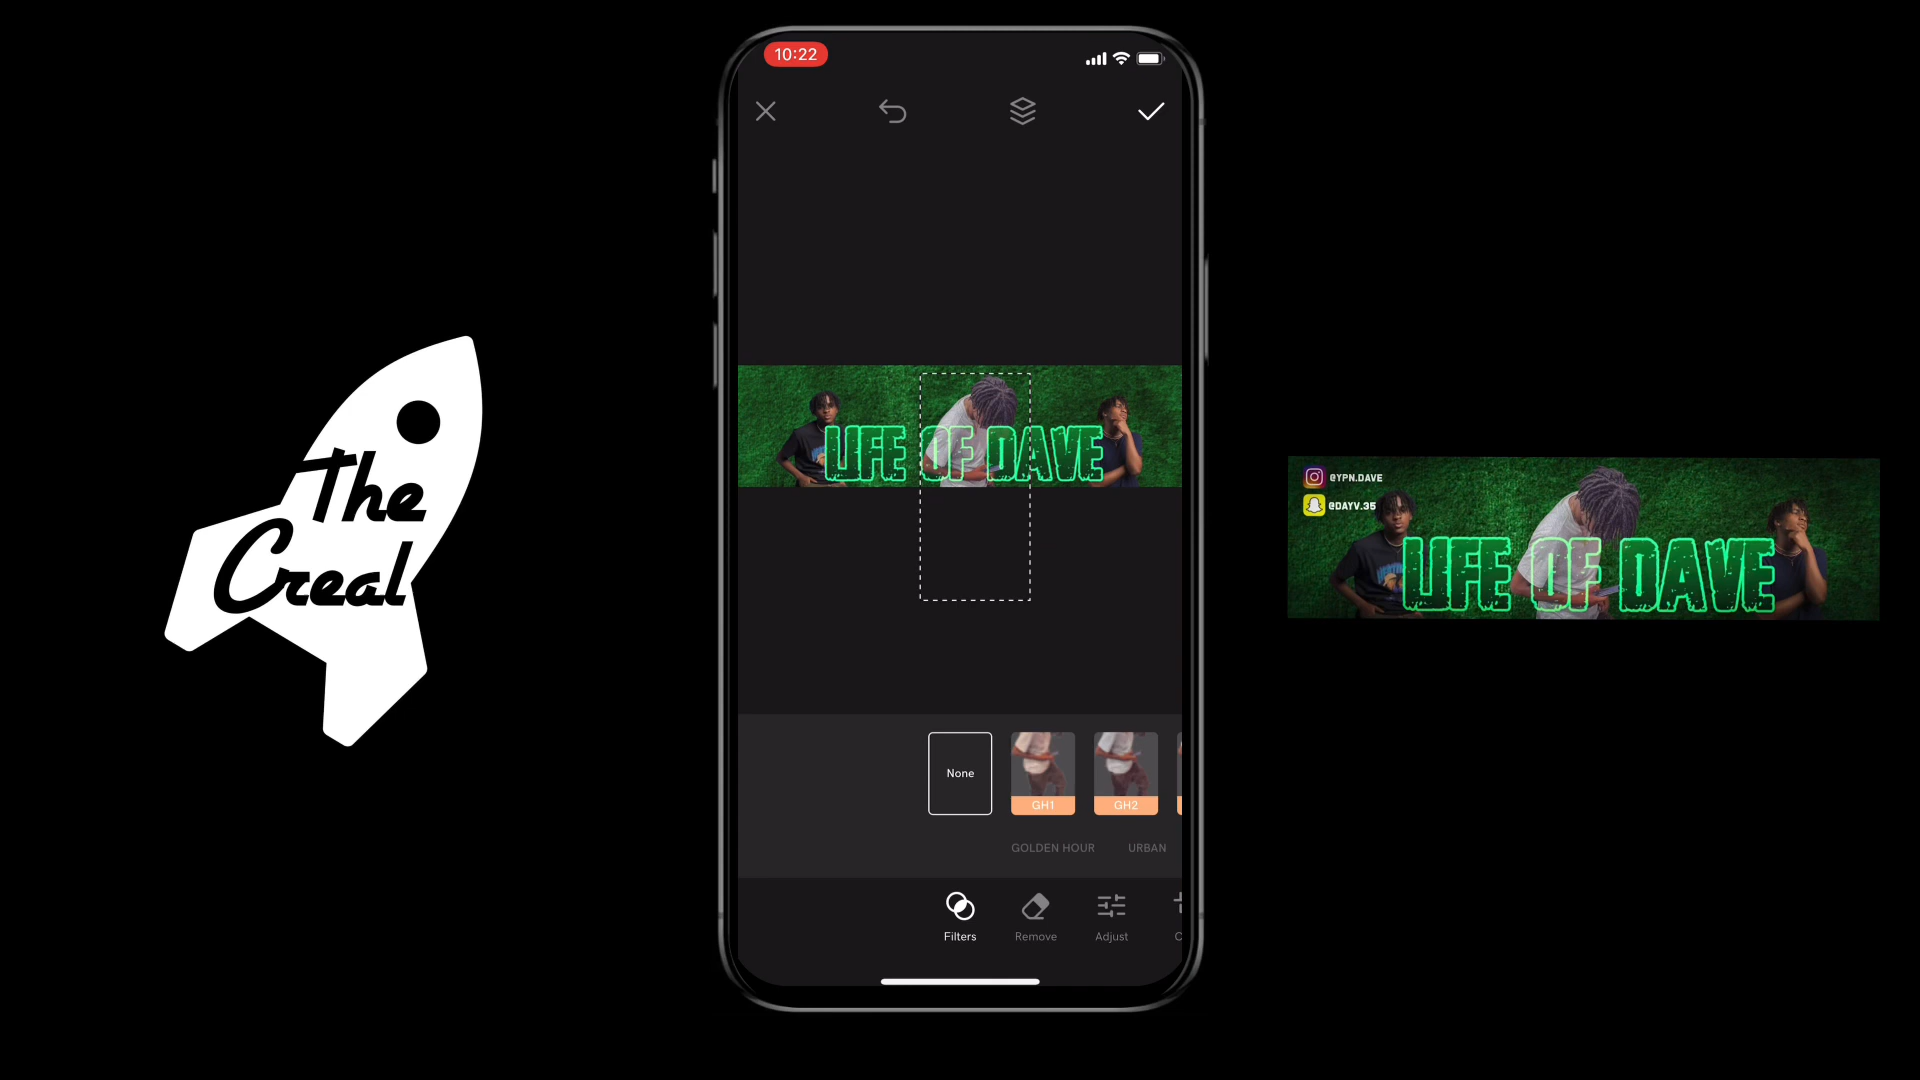 The
Creal
10:22
LIFE OF DAVE
None
GH1
GH2
GOLDEN HOUR
URBAN
Filters
Remove
Adjust
C
@YPN.DAVE
@DAYV.35
LIFE OF DAVE